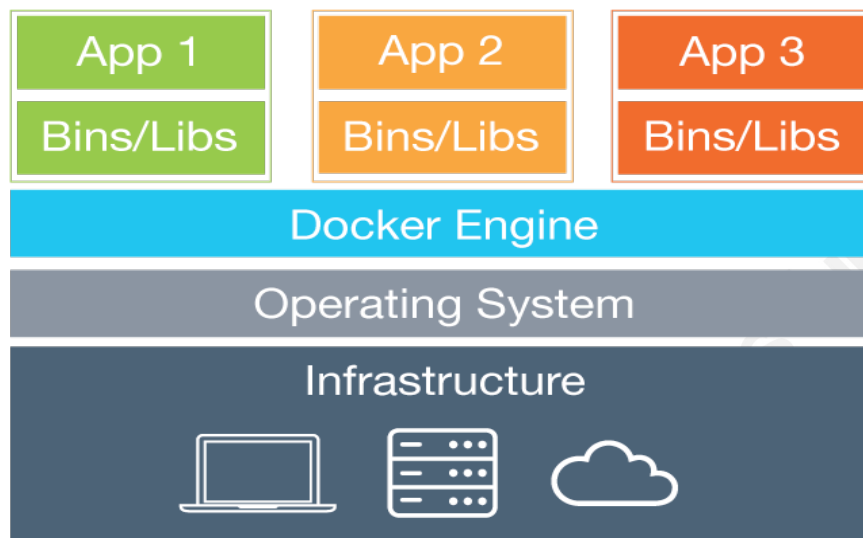 App 1
App 2
App 3
Bins/Libs
Bins/Libs
Bins/Libs
Docker Engine
Operating System
Infrastructure